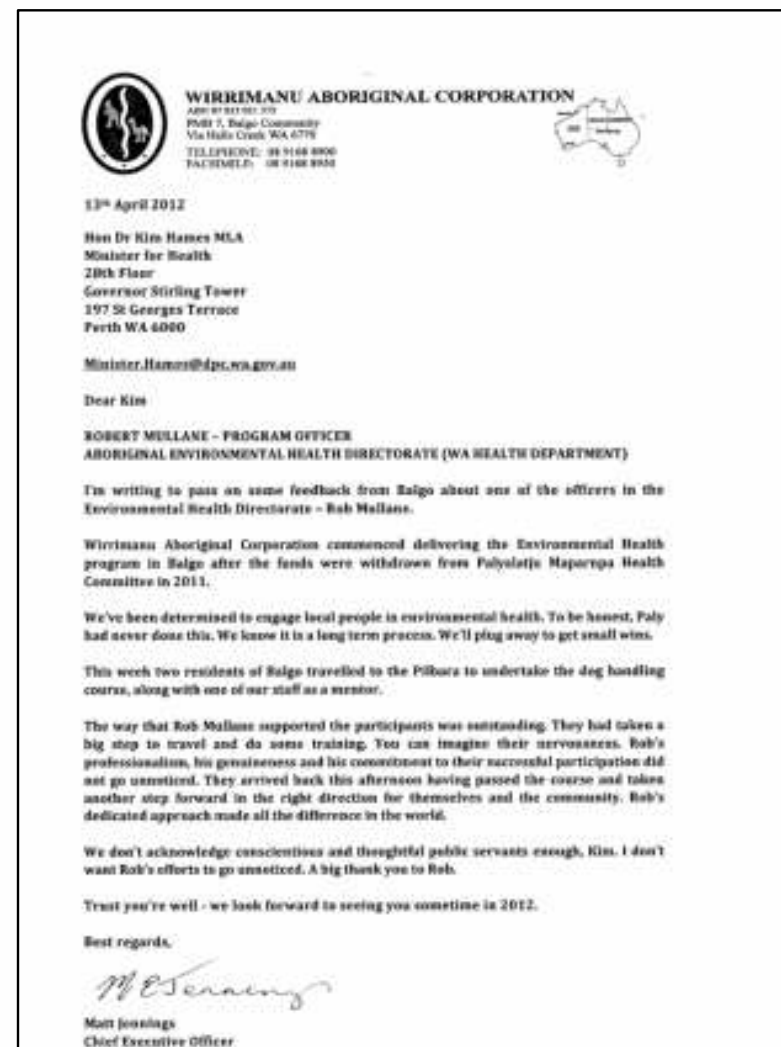 WIRRIMANU ABORIGINAL CORPORATION
PMB 7, Balgo Community
Via Halls Creek WA 6770
TELEPHONE: 08 9168 8900
FACSIMILE: 08 9168 8950
13th April 2012
Hon Dr Kim Hames MLA
Minister for Health
28th Floor
Governor Stirling Tower
197 St Georges Terrace
Perth WA 6000
Minister.Hames@dpc.wa.gov.au
Dear Kim
ROBERT MULLANE – PROGRAM OFFICER
ABORIGINAL ENVIRONMENTAL HEALTH DIRECTORATE (WA HEALTH DEPARTMENT)
I'm writing to pass on some feedback from Balgo about one of the officers in the
Environmental Health Directorate – Rob Mullane.
Wirrimanu Aboriginal Corporation commenced delivering the Environmental Health
program in Balgo after the funds were withdrawn from Palyalatju Maparnpa Health
Committee in 2011.
We've been determined to engage local people in environmental health. To be honest, Paly
had never done this. We know it is a long term process. We'll plug away to get small wins.
This week two residents of Balgo travelled to the Pilbara to undertake the dog handling
course, along with one of our staff as a mentor.
The way that Rob Mullane supported the participants was outstanding. They had taken a
big step to travel and do some training. You can imagine their nervousness. Rob's
professionalism, his genuineness and his commitment to their successful participation did
not go unnoticed. They arrived back this afternoon having passed the course and taken
another step forward in the right direction for themselves and the community. Rob's
dedicated approach made all the difference in the world.
We don't acknowledge conscientious and thoughtful public servants enough, Kim. I don't
want Rob's efforts to go unnoticed. A big thank you to Rob.
Trust you're well - we look forward to seeing you sometime in 2012.
Best regards,
M E Jennings
Matt Jennings
Chief Executive Officer